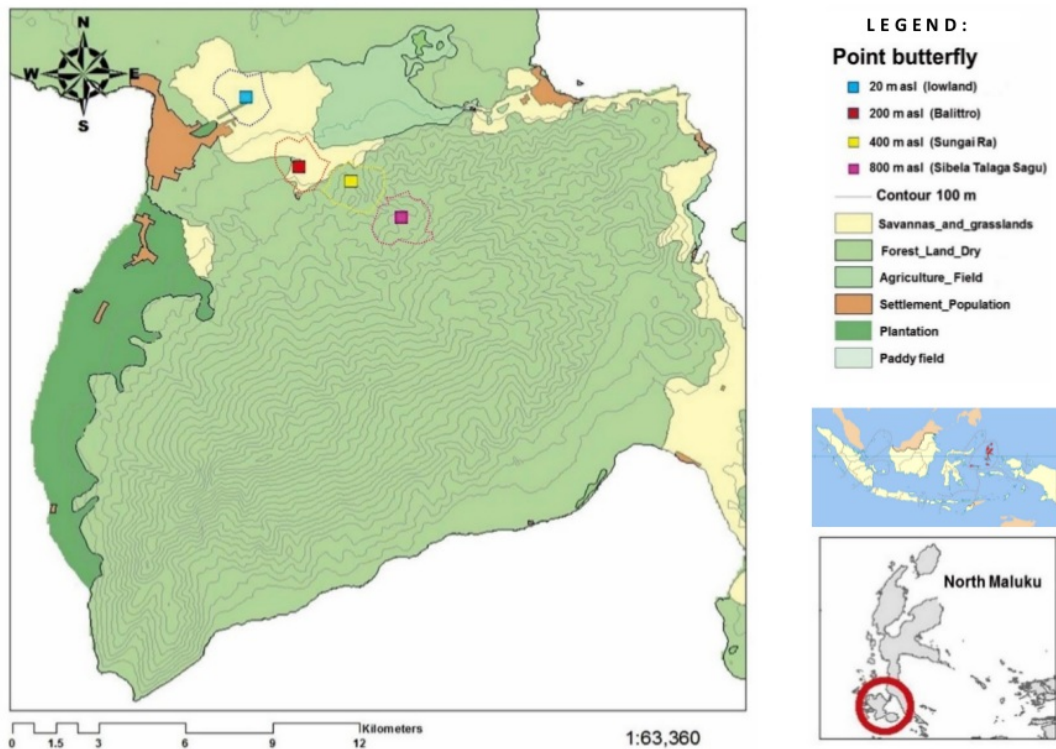 N
W E
S
LEGEND:
Point butterfly
20 m asl (lowland)
200 m asl (Balittro)
400 m asl (Sungai Ra)
800 m asl (Sibela Talaga Sagu)
Contour 100 m
Savannas_and_grasslands
Forest_Land_Dry
Agriculture_Field
Settlement_Population
Plantation
Paddy field
North Maluku
Kilometers
0 1.5 3 6 9 12
1:63,360